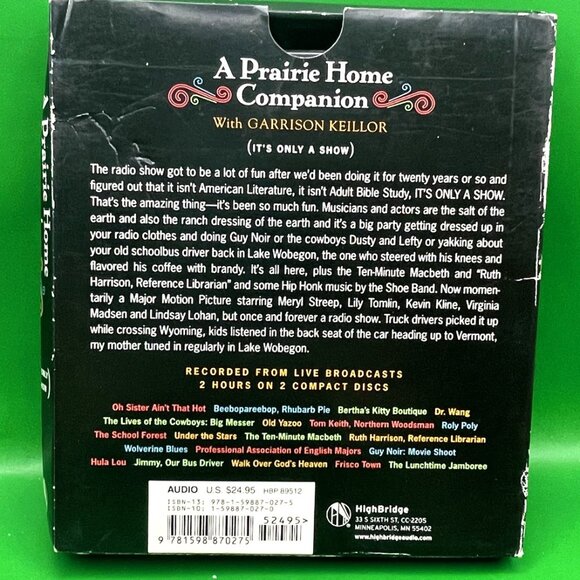 A Prairie Home
Companion
With GARRISON KEILLOR
(IT'S ONLY A SHOW)
The radio show got to be a lot of fun after we'd been doing it for twenty years or so and
figured out that it isn't American Literature, it isn't Adult Bible Study, IT'S ONLY A SHOW.
That's the amazing thing—it's been so much fun. Musicians and actors are the salt of the
earth and also the ranch dressing of the earth and it's a big party getting dressed up in
your radio clothes and doing Guy Noir or the cowboys Dusty and Lefty or yakking about
your old schoolbus driver back in Lake Wobegon, the one who steered with his knees and
flavored his coffee with brandy. It's all here, plus the Ten-Minute Macbeth and "Ruth
Harrison, Reference Librarian" and some Hip Honk music by the Shoe Band. Now momen-
tarily a Major Motion Picture starring Meryl Streep, Lily Tomlin, Kevin Kline, Virginia
Madsen and Lindsay Lohan, but once and forever a radio show. Truck drivers picked it up
while crossing Wyoming, kids listened in the back seat of the car heading up to Vermont,
my mother tuned in regularly in Lake Wobegon.
RECORDED FROM LIVE BROADCASTS
2 HOURS ON 2 COMPACT DISCS
Oh Sister Ain't That Hot Beebopareebop, Rhubarb Pie Bertha's Kitty Boutique Dr. Wang
The Lives of the Cowboys: Big Messer Old Yazoo Tom Keith, Northern Woodsman Roly Poly
The School Forest Under the Stars The Ten-Minute Macbeth Ruth Harrison, Reference Librarian
Wolverine Blues Professional Association of English Majors Guy Noir: Movie Shoot
Hula Lou Jimmy, Our Bus Driver Walk Over God's Heaven Frisco Town The Lunchtime Jamboree
AUDIO U.S. $24.95 HBP 89512
ISBN-13: 978-1-59887-027-5
ISBN-10: 1-59887-027-0
52495>
9 781598 870275
HighBridge
33 S SIXTH ST, CC-2205
MINNEAPOLIS, MN 55402
www.highbridgeaudio.com
A Prairie Home